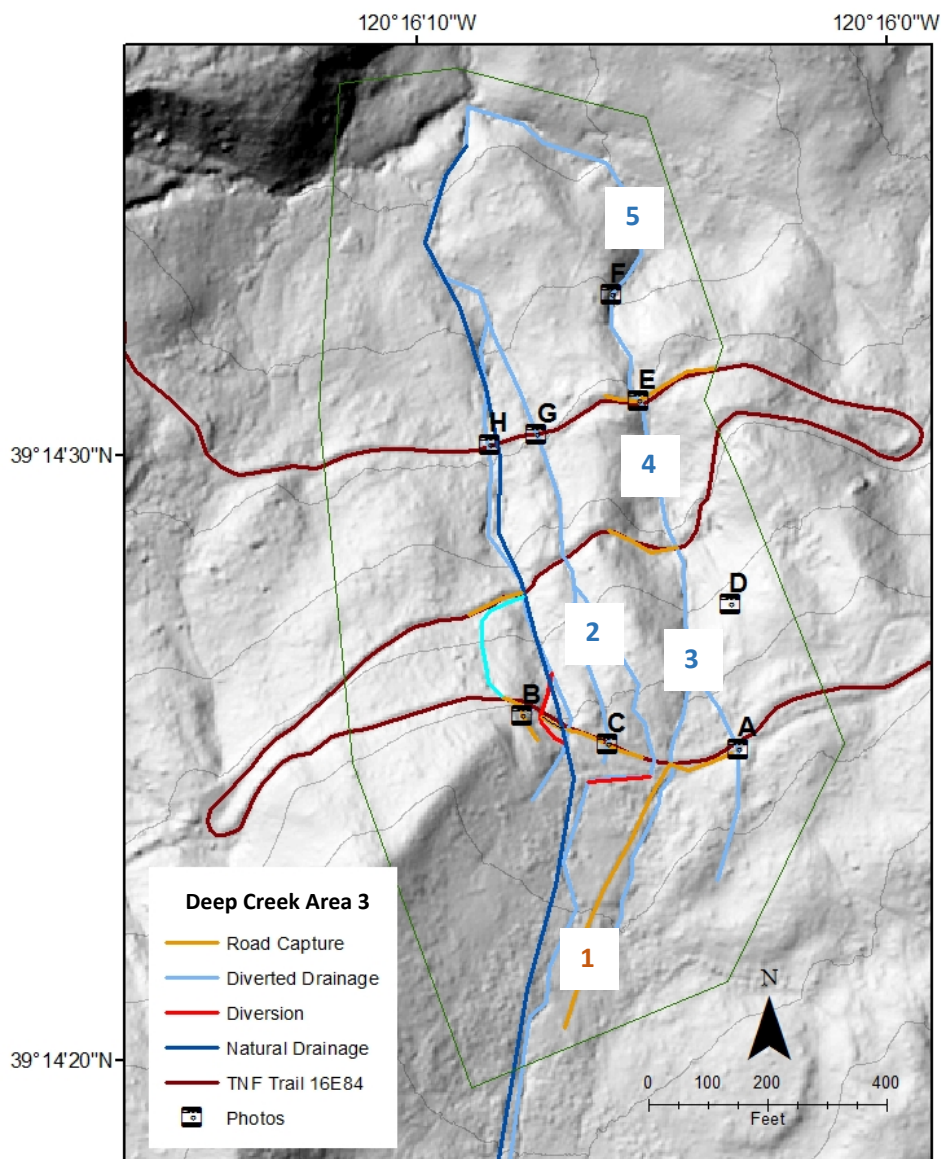 120°16'10"W
120°16'0"W
5
F
E
H
G
39°14'30"N
4
D
2
3
B
C
A
Deep Creek Area 3
Road Capture
1
Diverted Drainage
N
Diversion
Natural Drainage
39°14'20"N
TNF Trail 16E84
0 100 200 400
Photos
Feet